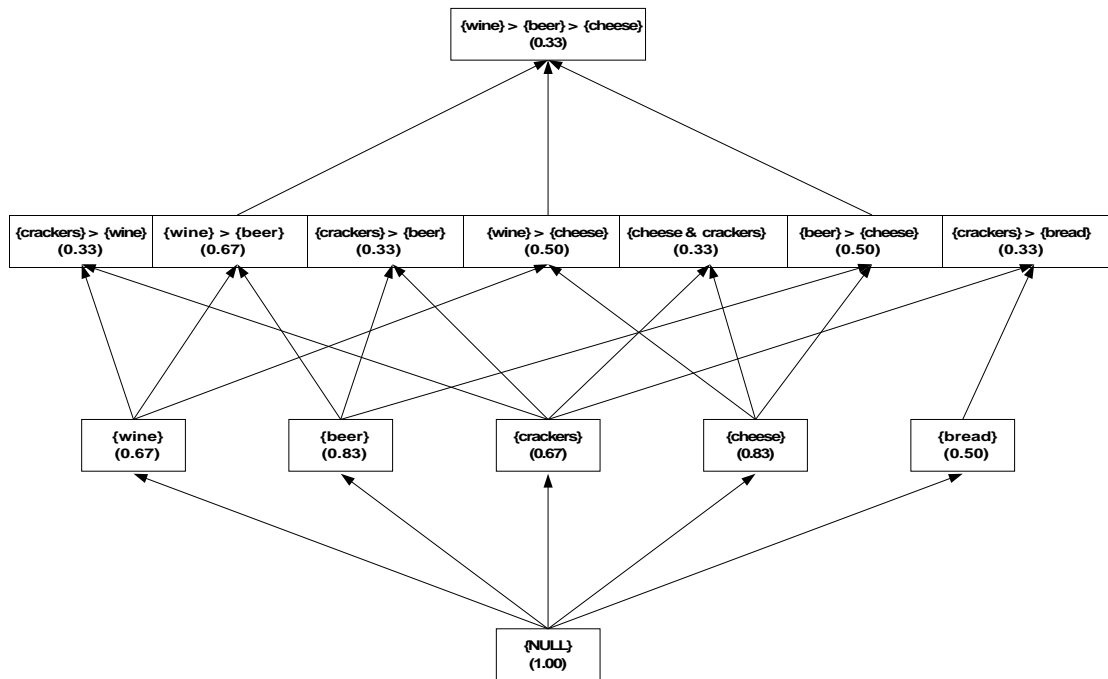 {wine} > {beer} > {cheese}
(0.33)
{crackers} > {wine}
(0.33)
{wine} > {beer}
(0.67)
{crackers} > {beer}
(0.33)
{wine} > {cheese}
(0.50)
{cheese & crackers}
(0.33)
{beer} > {cheese}
(0.50)
{crackers} > {bread}
(0.33)
{wine}
(0.67)
{beer}
(0.83)
{crackers}
(0.67)
{cheese}
(0.83)
{bread}
(0.50)
{NULL}
(1.00)